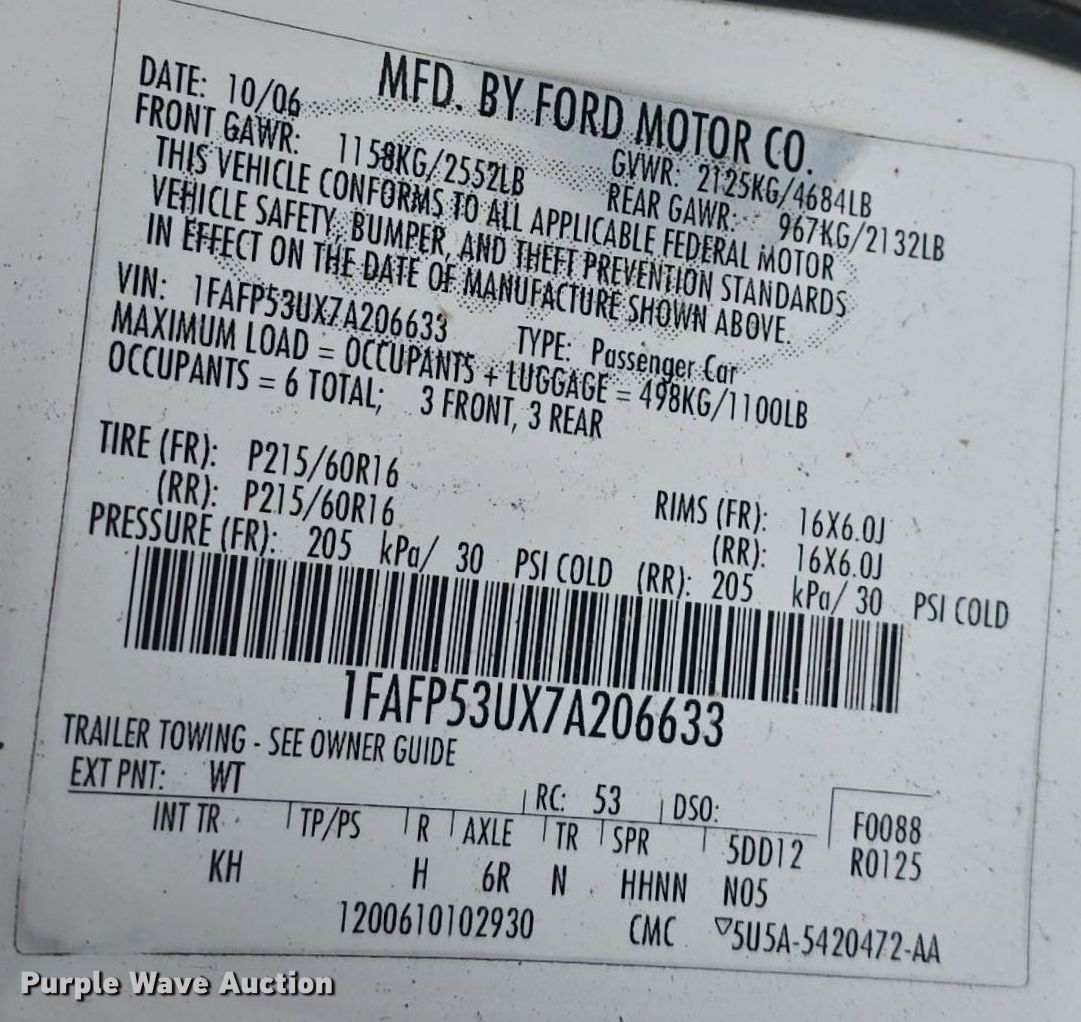 MFD. BY FORD MOTOR CO.
DATE: 10/06 GVWR: 2125KG/4684LB
FRONT GAWR: 1158KG/2552LB REAR GAWR: 967KG/2132LB
THIS VEHICLE CONFORMS TO ALL APPLICABLE FEDERAL MOTOR
VEHICLE SAFETY, BUMPER, AND THEFT PREVENTION STANDARDS
IN EFFECT ON THE DATE OF MANUFACTURE SHOWN ABOVE.
VIN: 1FAFP53UX7A206633 TYPE: Passenger Car
MAXIMUM LOAD = OCCUPANTS + LUGGAGE = 498KG/1100LB
OCCUPANTS = 6 TOTAL; 3 FRONT, 3 REAR
TIRE (FR): P215/60R16 RIMS (FR): 16X6.0J
(RR): P215/60R16 (RR): 16X6.0J
PRESSURE (FR): 205 kPa/ 30 PSI COLD (RR): 205 kPa/ 30 PSI COLD
1FAFP53UX7A206633
TRAILER TOWING - SEE OWNER GUIDE
EXT PNT: WT RC: 53 DSO: F0088
INT TR TP/PS R AXLE TR SPR 5DD12 R0125
KH H 6R N HHNN N05
1200610102930 CMC ▽5U5A-5420472-AA
Purple Wave Auction